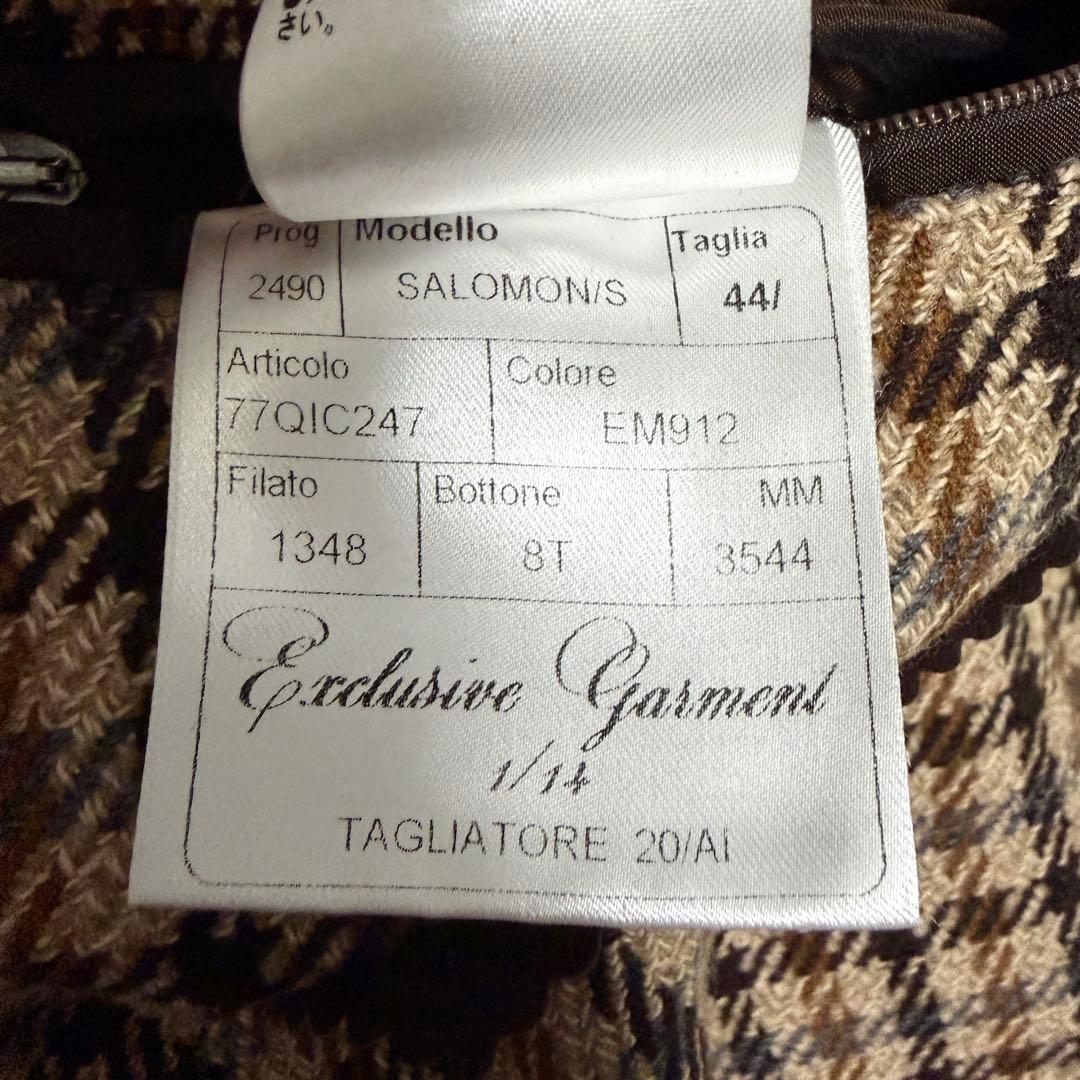 さい。
Prog Modello Taglia
2490 SALOMON/S 44/
Articolo Colore
77QIC247 EM912
Filato Bottone MM
1348 8T 3544
Exclusive Garment
1/14
TAGLIATORE 20/AI